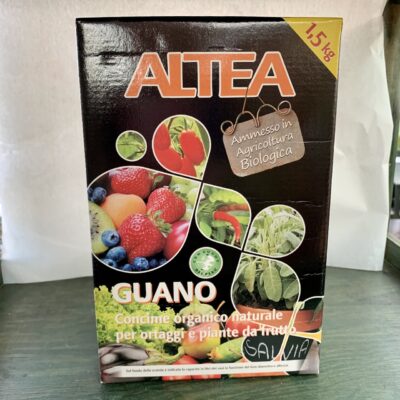 ALTEA
1,5 kg
Ammesso in
Agricoltura
Biologica
GUANO
Concime organico naturale
per ortaggi e piante da frutto
SALVIA